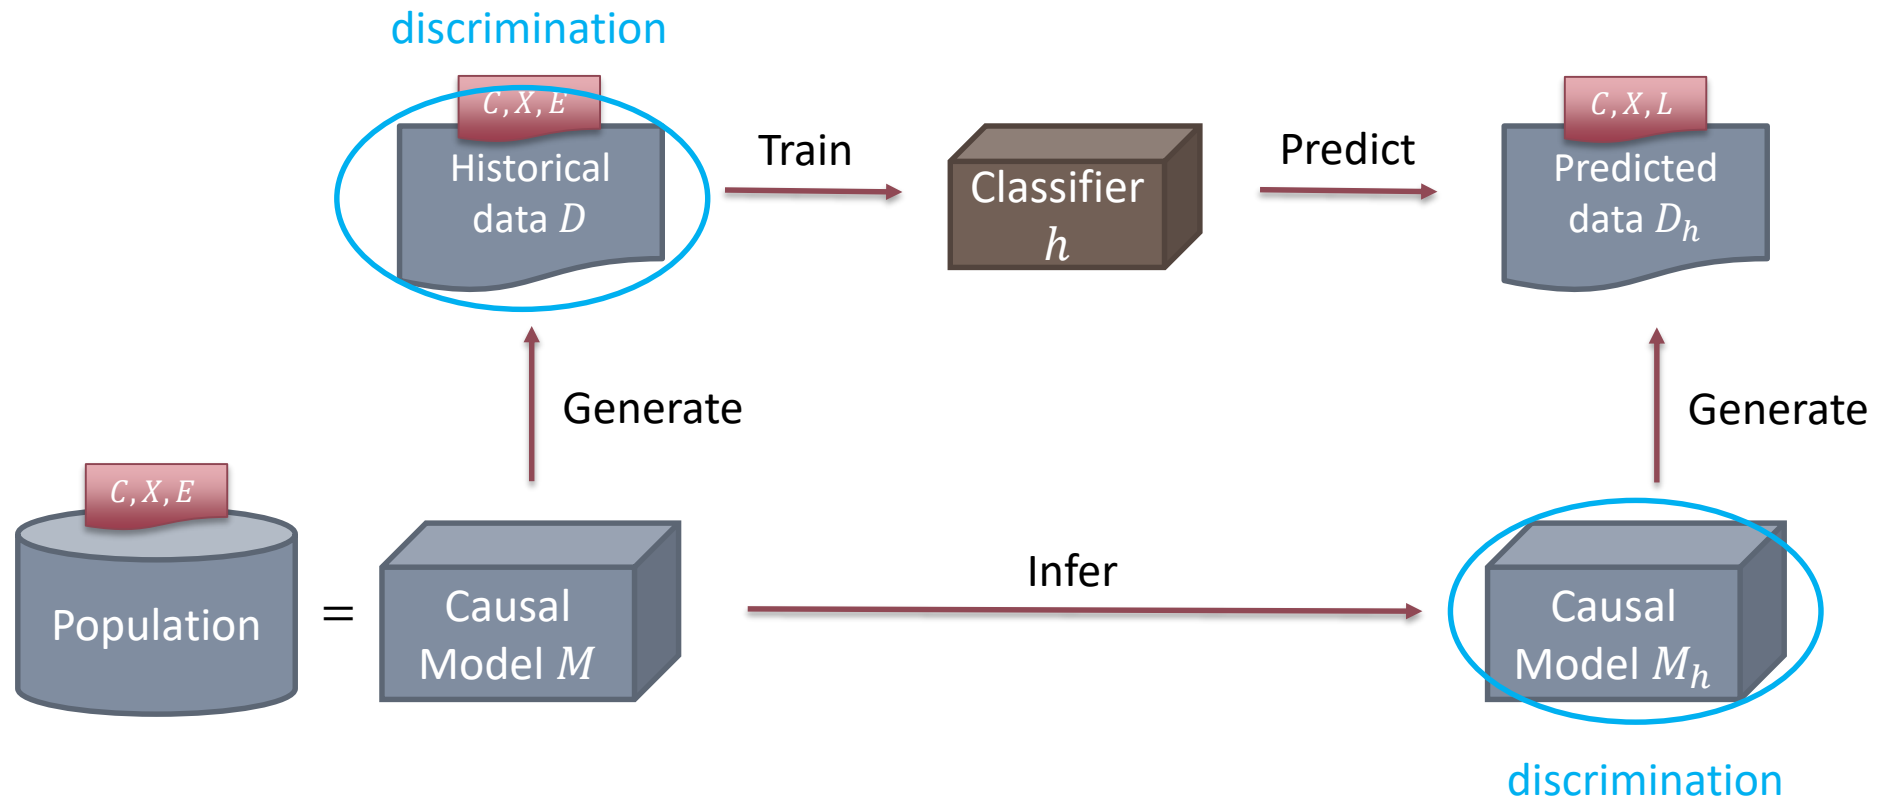 discrimination
C, X, E
Historical
data D
Train
Classifier
h
Predict
C, X, L
Predicted
data D_h
Generate
Generate
C, X, E
Population
=
Causal
Model M
Infer
Causal
Model M_h
discrimination